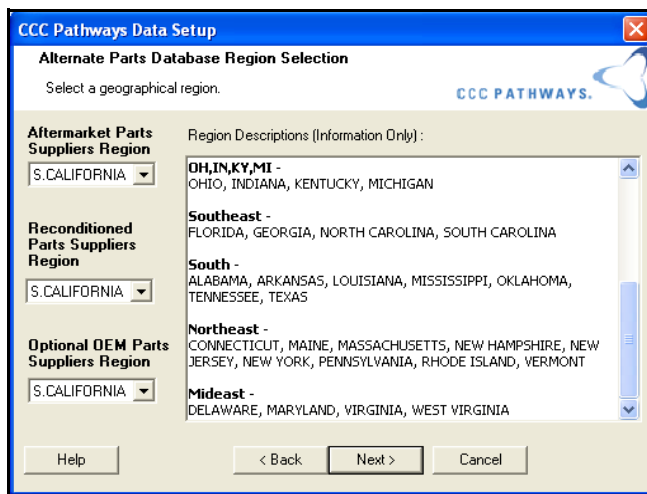 CCC Pathways Data Setup
Alternate Parts Database Region Selection
Select a geographical region.
CCC PATHWAYS.
Aftermarket Parts
Suppliers Region
S.CALIFORNIA
Reconditioned
Parts Suppliers
Region
S.CALIFORNIA
Optional OEM Parts
Suppliers Region
S.CALIFORNIA
Region Descriptions (Information Only) :
OH,IN,KY,MI -
OHIO, INDIANA, KENTUCKY, MICHIGAN
Southeast -
FLORIDA, GEORGIA, NORTH CAROLINA, SOUTH CAROLINA
South -
ALABAMA, ARKANSAS, LOUISIANA, MISSISSIPPI, OKLAHOMA,
TENNESSEE, TEXAS
Northeast -
CONNECTICUT, MAINE, MASSACHUSETTS, NEW HAMPSHIRE, NEW
JERSEY, NEW YORK, PENNSYLVANIA, RHODE ISLAND, VERMONT
Mideast -
DELAWARE, MARYLAND, VIRGINIA, WEST VIRGINIA
Help
< Back
Next >
Cancel